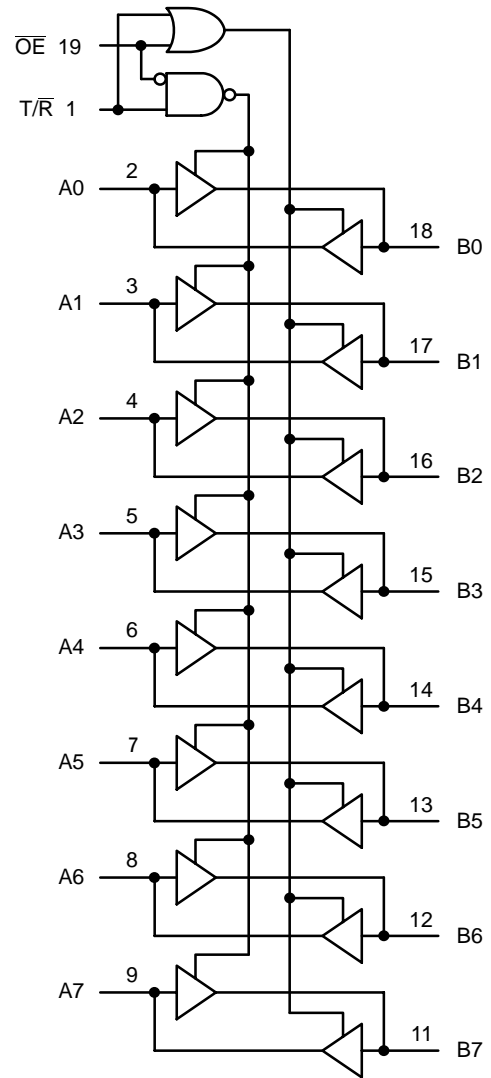 O̅E̅ 19
T/R̅ 1
A0 2
18 B0
A1 3
17 B1
A2 4
16 B2
A3 5
15 B3
A4 6
14 B4
A5 7
13 B5
A6 8
12 B6
A7 9
11 B7